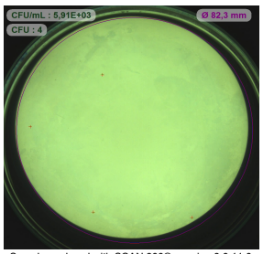 CFU/mL : 5,91E+03
Ø 82,3 mm
CFU : 4